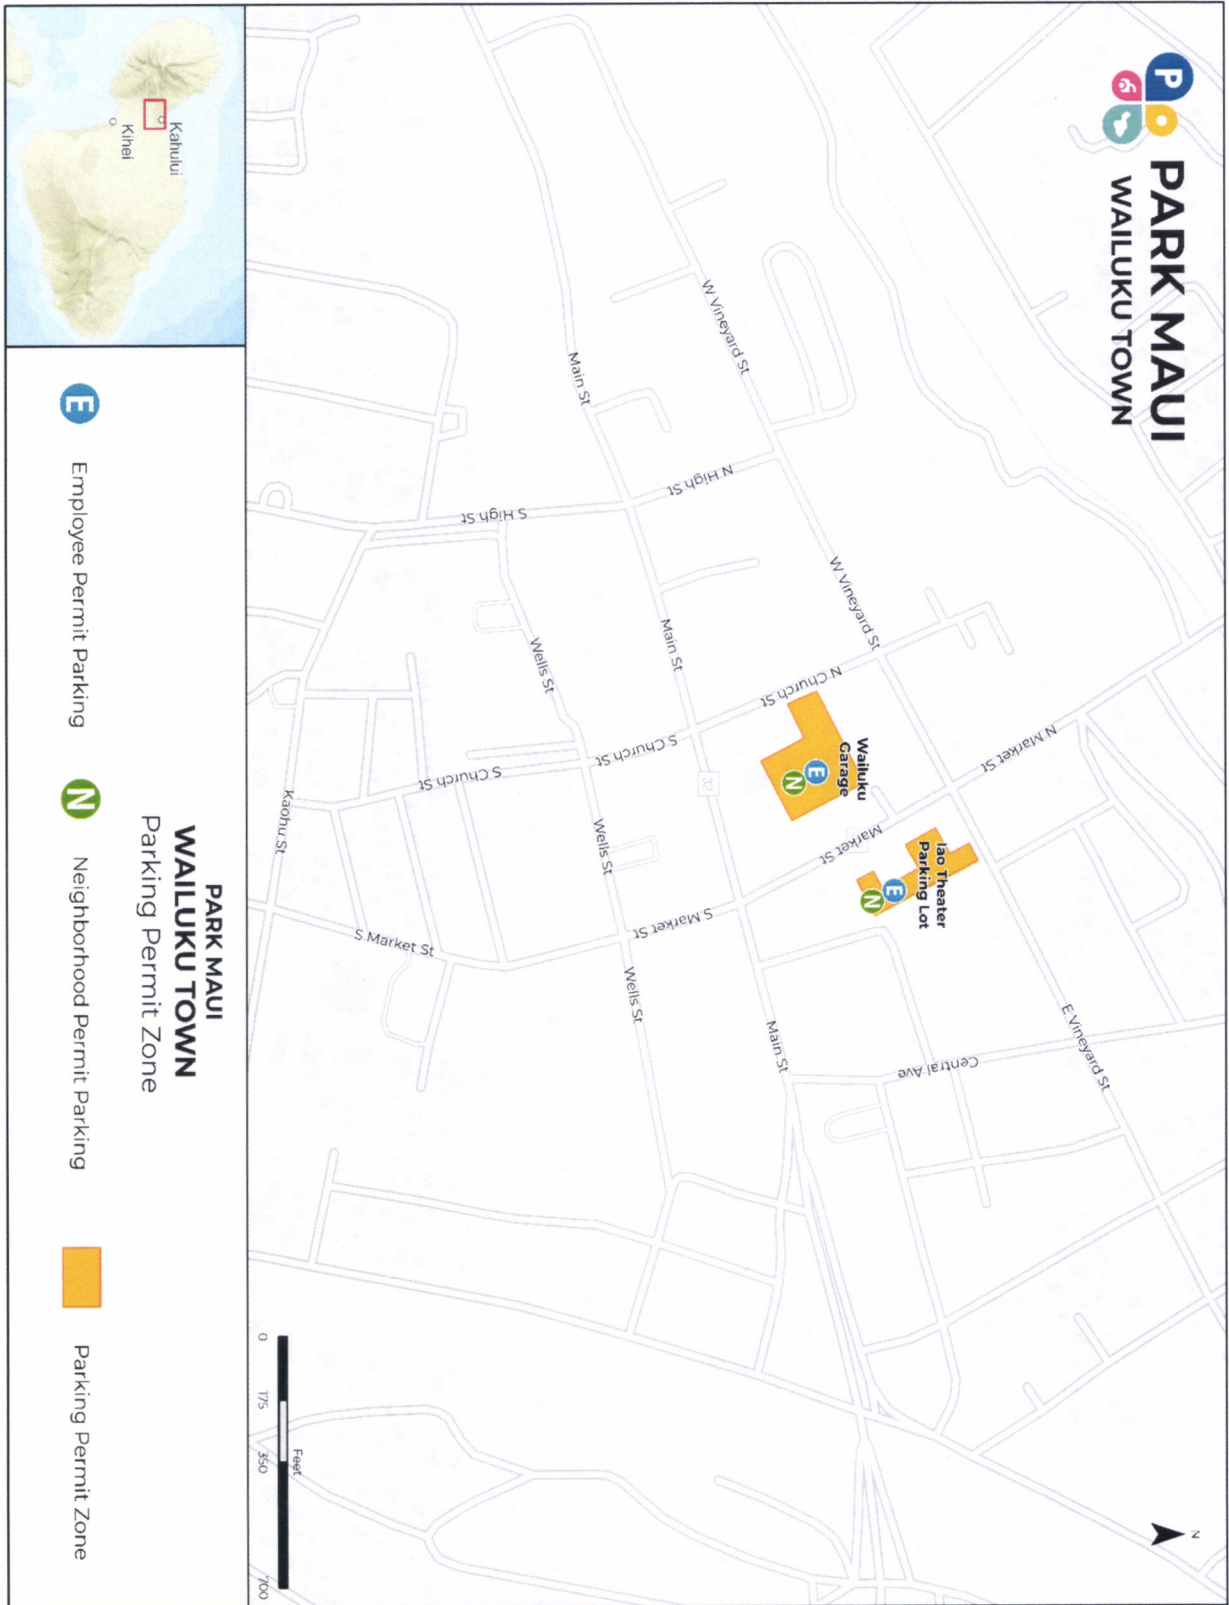 P
PARK MAUI
WAILUKU TOWN
N
W Vineyard St
W Vineyard St
E Vineyard St
N Market St
Market St
Central Ave
Iao Theater
Parking Lot
E
N
Wailuku
Garage
E
N
N High St
N Church St
Main St
Main St
Main St
32
S High St
S Church St
S Church St
S Market St
S Market St
Wells St
Wells St
Wells St
Kaohu St
Feet
0
175
350
700
Kahului
Kihei
PARK MAUI
WAILUKU TOWN
Parking Permit Zone
E
Employee Permit Parking
N
Neighborhood Permit Parking
Parking Permit Zone